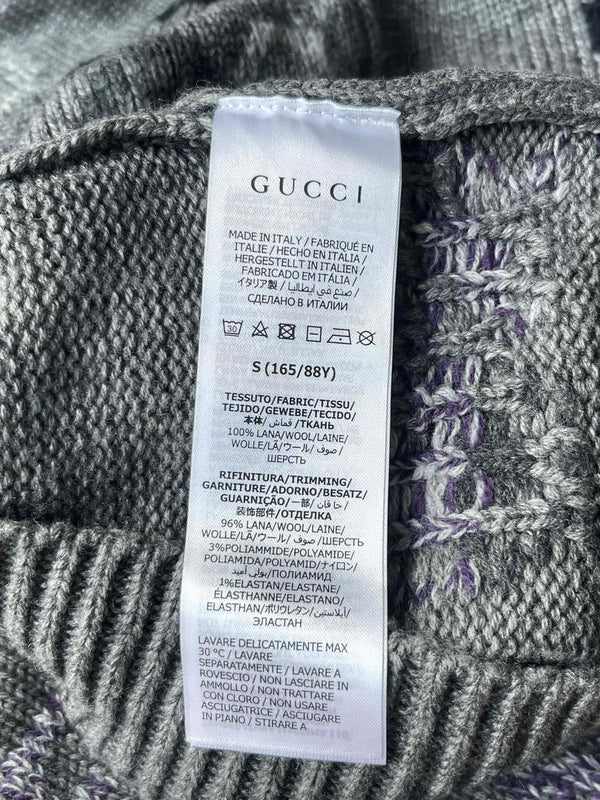 GUCCI
MADE IN ITALY / FABRIQUÉ EN
ITALIE / HECHO EN ITALIA /
HERGESTELLT IN ITALIEN /
FABRICADO EM ITÁLIA /
イタリア製 / صنع في ايطاليا /
СДЕЛАНО В ИТАЛИИ
30
S (165/88Y)
TESSUTO/FABRIC/TISSU/
TEJIDO/GEWEBE/TECIDO/
本体/ قماش /ТКАНЬ
100% LANA/WOOL/LAINE/
WOLLE/LÃ/ウール/ صوف/
ШЕРСТЬ
RIFINITURA/TRIMMING/
GARNITURE/ADORNO/BESATZ/
GUARNIÇÃO/一部/ حافان/
装饰部件/ОТДЕЛКА
96% LANA/WOOL/LAINE/
WOLLE/LÃ/ウール/ صوف/ШЕРСТЬ
3%POLIAMMIDE/POLYAMIDE/
POLIAMIDA/POLYAMID/ナイロン/
بولي أميد/ПОЛИАМИД
1%ELASTAN/ELASTANE/
ÉLASTHANNE/ELASTANO/
ELASTHAN/ポリウレタン/إيلاستين/
ЭЛАСТАН
LAVARE DELICATAMENTE MAX
30 °C / LAVARE
SEPARATAMENTE / LAVARE A
ROVESCIO / NON LASCIARE IN
AMMOLLO / NON TRATTARE
CON CLORO / NON USARE
ASCIUGATRICE / ASCIUGARE
IN PIANO / STIRARE A